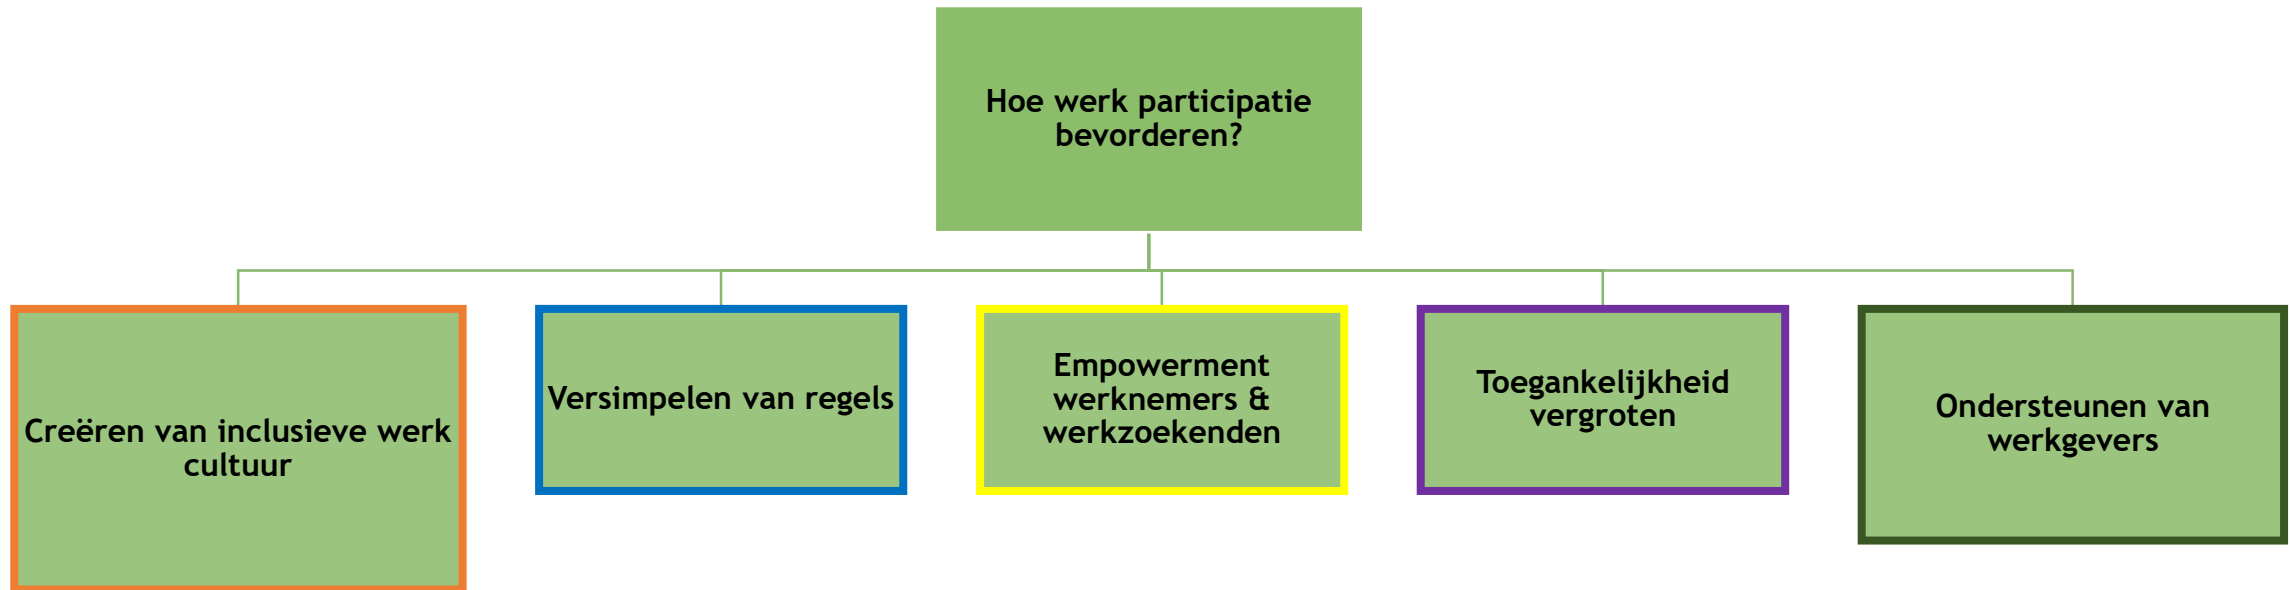 Hoe werk participatie
bevorderen?
Creëren van inclusieve werk
cultuur
Versimpelen van regels
Empowerment
werknemers &
werkzoekenden
Toegankelijkheid
vergroten
Ondersteunen van
werkgevers